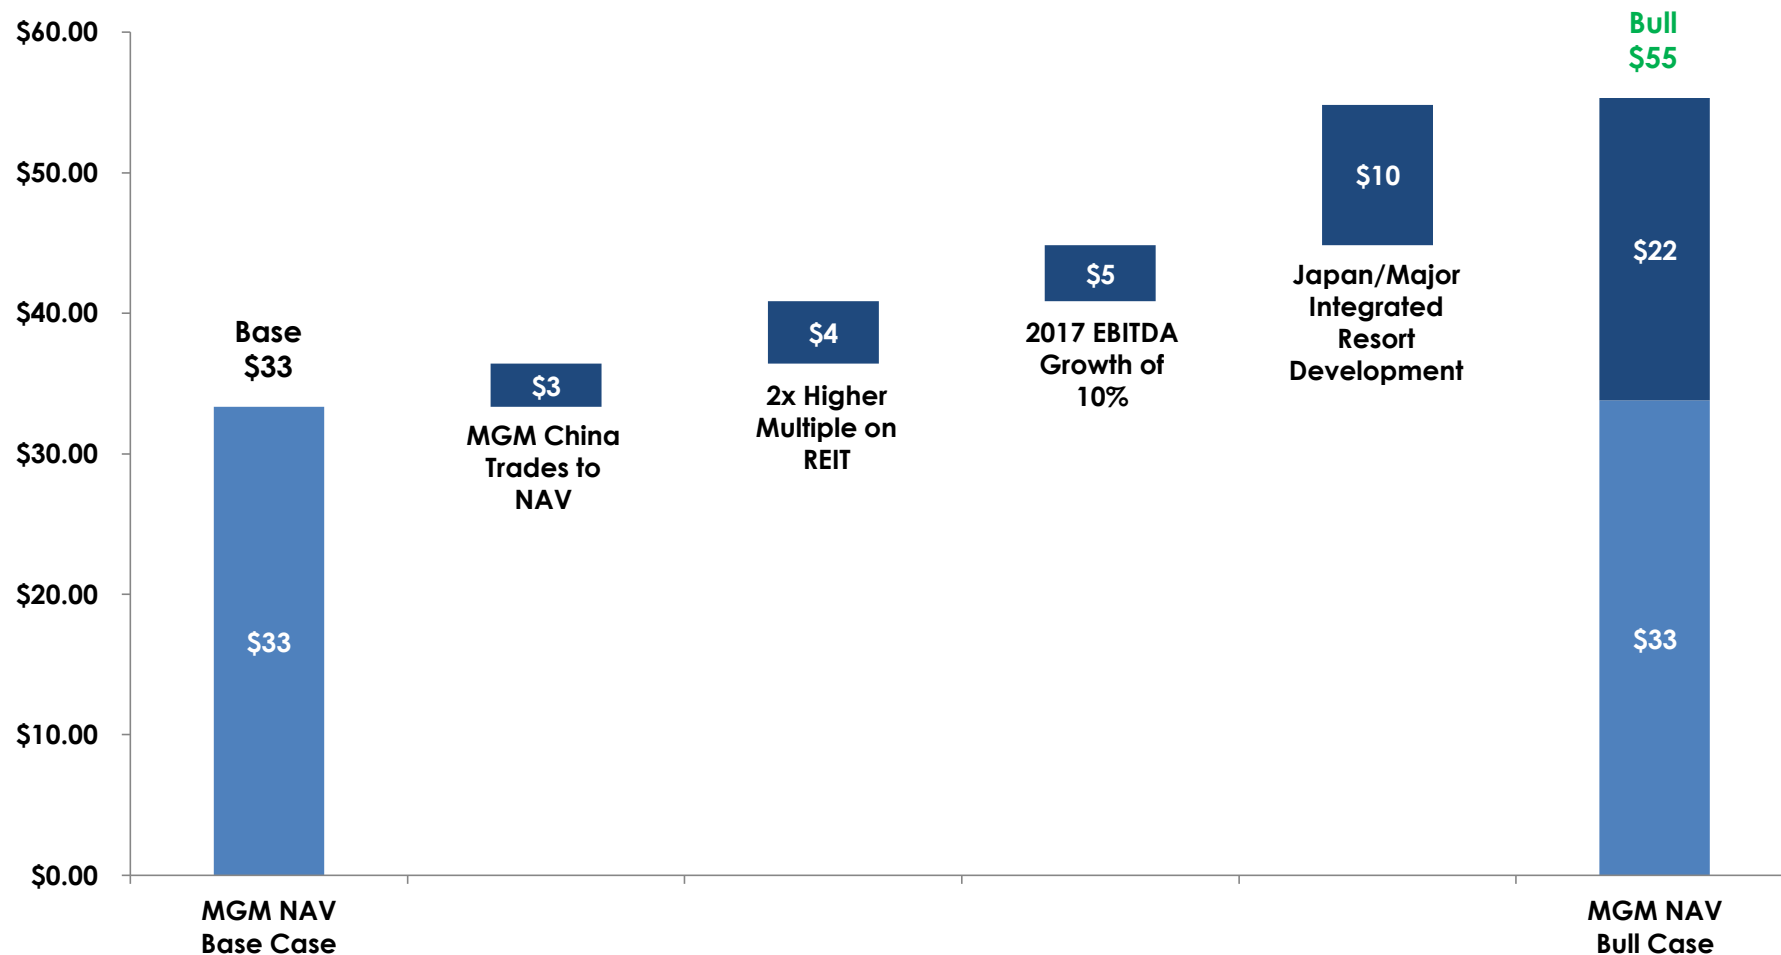 $60.00
$50.00
$40.00
$30.00
$20.00
$10.00
$0.00
Base
$33
$33
MGM NAV
Base Case
$3
MGM China
Trades to
NAV
$4
2x Higher
Multiple on
REIT
$5
2017 EBITDA
Growth of
10%
$10
Japan/Major
Integrated
Resort
Development
Bull
$55
$22
$33
MGM NAV
Bull Case